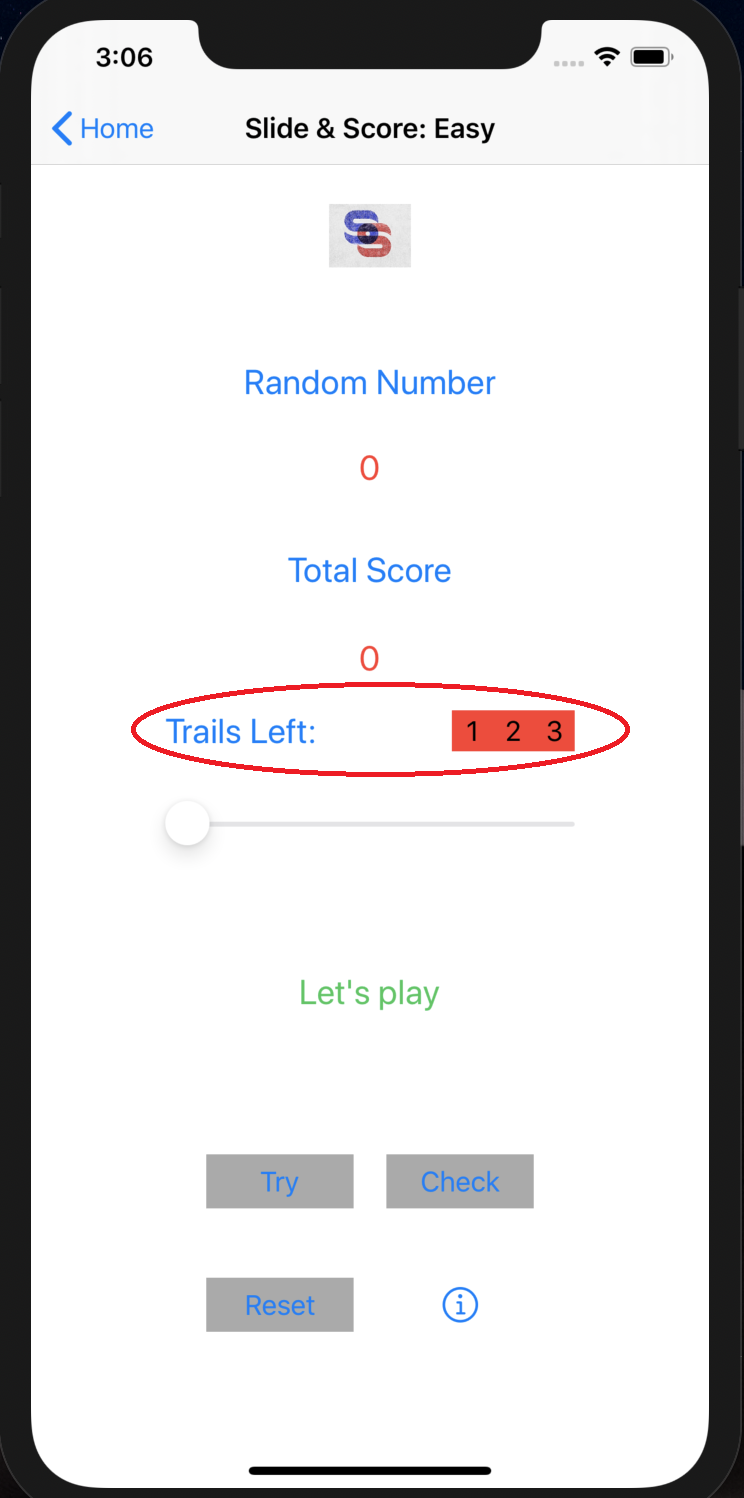 3:06
Home Slide & Score: Easy
SS
Random Number
0
Total Score
0
Trails Left: 1 2 3
Let's play
Try Check
Reset i